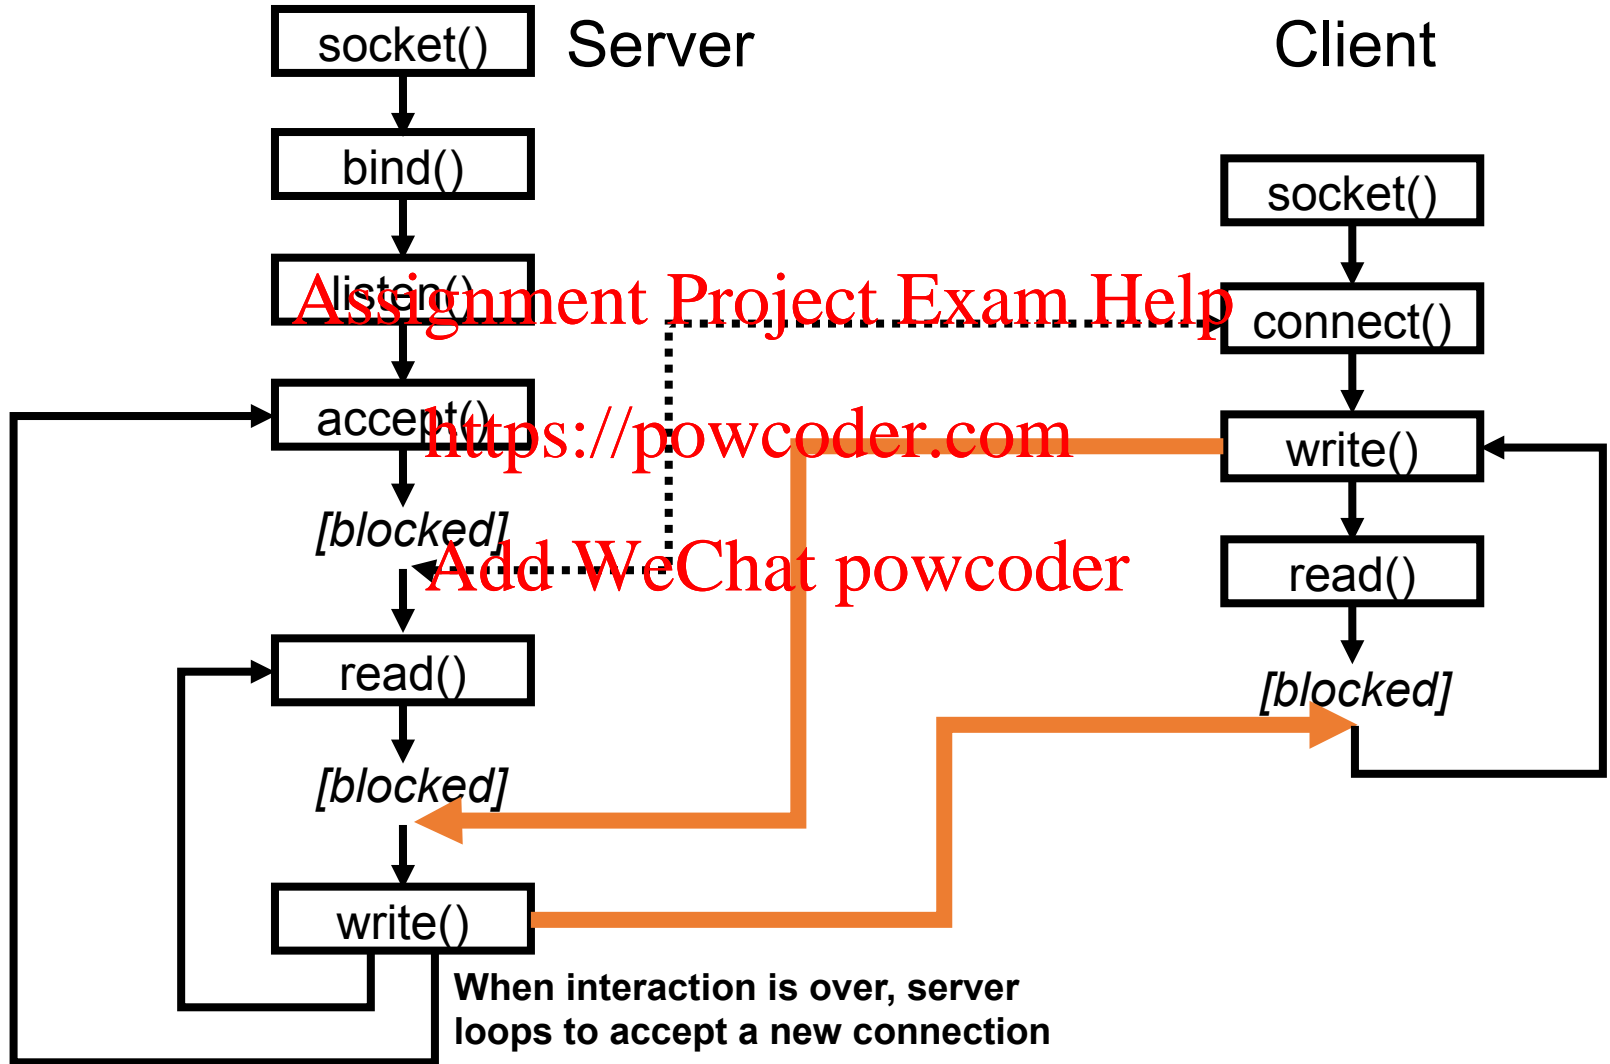 socket()
Server
Client
bind()
socket()
listen()
Assignment Project Exam Help
connect()
accept()
https://powcoder.com
write()
[blocked]
Add WeChat powcoder
read()
read()
[blocked]
[blocked]
write()
When interaction is over, server
loops to accept a new connection